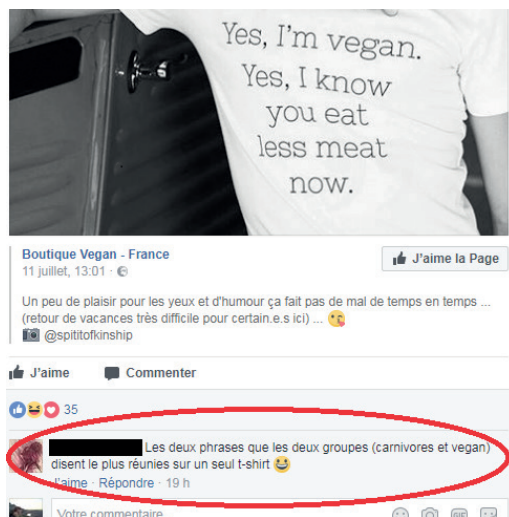 Yes, I'm vegan.
Yes, I know
you eat
less meat
now.
Boutique Vegan - France
11 juillet, 13:01 ·
J'aime la Page
Un peu de plaisir pour les yeux et d'humour ça fait pas de mal de temps en temps ...
(retour de vacances très difficile pour certain.e.s ici) ... 😘
@spititofkinship
J'aime Commenter
35
Les deux phrases que les deux groupes (carnivores et vegan)
disent le plus réunies sur un seul t-shirt 😃
J'aime · Répondre · 19 h
Votre commentaire
GIF